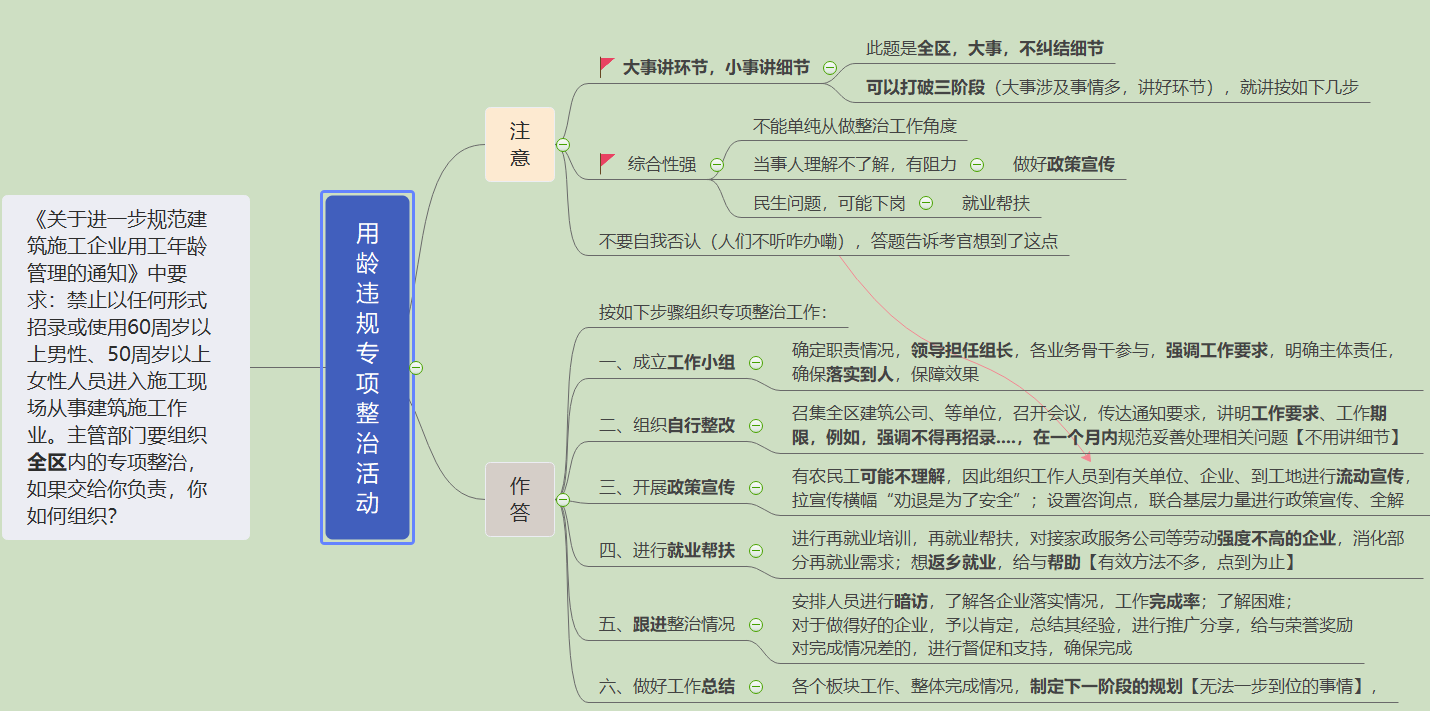 《关于进一步规范建
筑施工企业用工年龄
管理的通知》中要
求：禁止以任何形式
招录或使用60周岁以
上男性、50周岁以上
女性人员进入施工现
场从事建筑施工作
业。主管部门要组织
全区内的专项整治，
如果交给你负责，你
如何组织？
用龄违规专项整治活动
注意
大事讲环节，小事讲细节
此题是全区，大事，不纠结细节
可以打破三阶段（大事涉及事情多，讲好环节），就讲按如下几步
综合性强
不能单纯从做整治工作角度
当事人理解不了解，有阻力
做好政策宣传
民生问题，可能下岗
就业帮扶
不要自我否认（人们不听咋办嘞），答题告诉考官想到了这点
作答
按如下步骤组织专项整治工作：
一、成立工作小组
确定职责情况，领导担任组长，各业务骨干参与，强调工作要求，明确主体责任，
确保落实到人，保障效果
二、组织自行整改
召集全区建筑公司、等单位，召开会议，传达通知要求，讲明工作要求、工作期
限，例如，强调不得再招录....，在一个月内规范妥善处理相关问题【不用讲细节】
三、开展政策宣传
有农民工可能不理解，因此组织工作人员到有关单位、企业、到工地进行流动宣传，
拉宣传横幅“劝退是为了安全”；设置咨询点，联合基层力量进行政策宣传、全解
四、进行就业帮扶
进行再就业培训，再就业帮扶，对接家政服务公司等劳动强度不高的企业，消化部
分再就业需求；想返乡就业，给与帮助【有效方法不多，点到为止】
五、跟进整治情况
安排人员进行暗访，了解各企业落实情况，工作完成率；了解困难；
对于做得好的企业，予以肯定，总结其经验，进行推广分享，给与荣誉奖励
对完成情况差的，进行督促和支持，确保完成
六、做好工作总结
各个板块工作、整体完成情况，制定下一阶段的规划【无法一步到位的事情】，